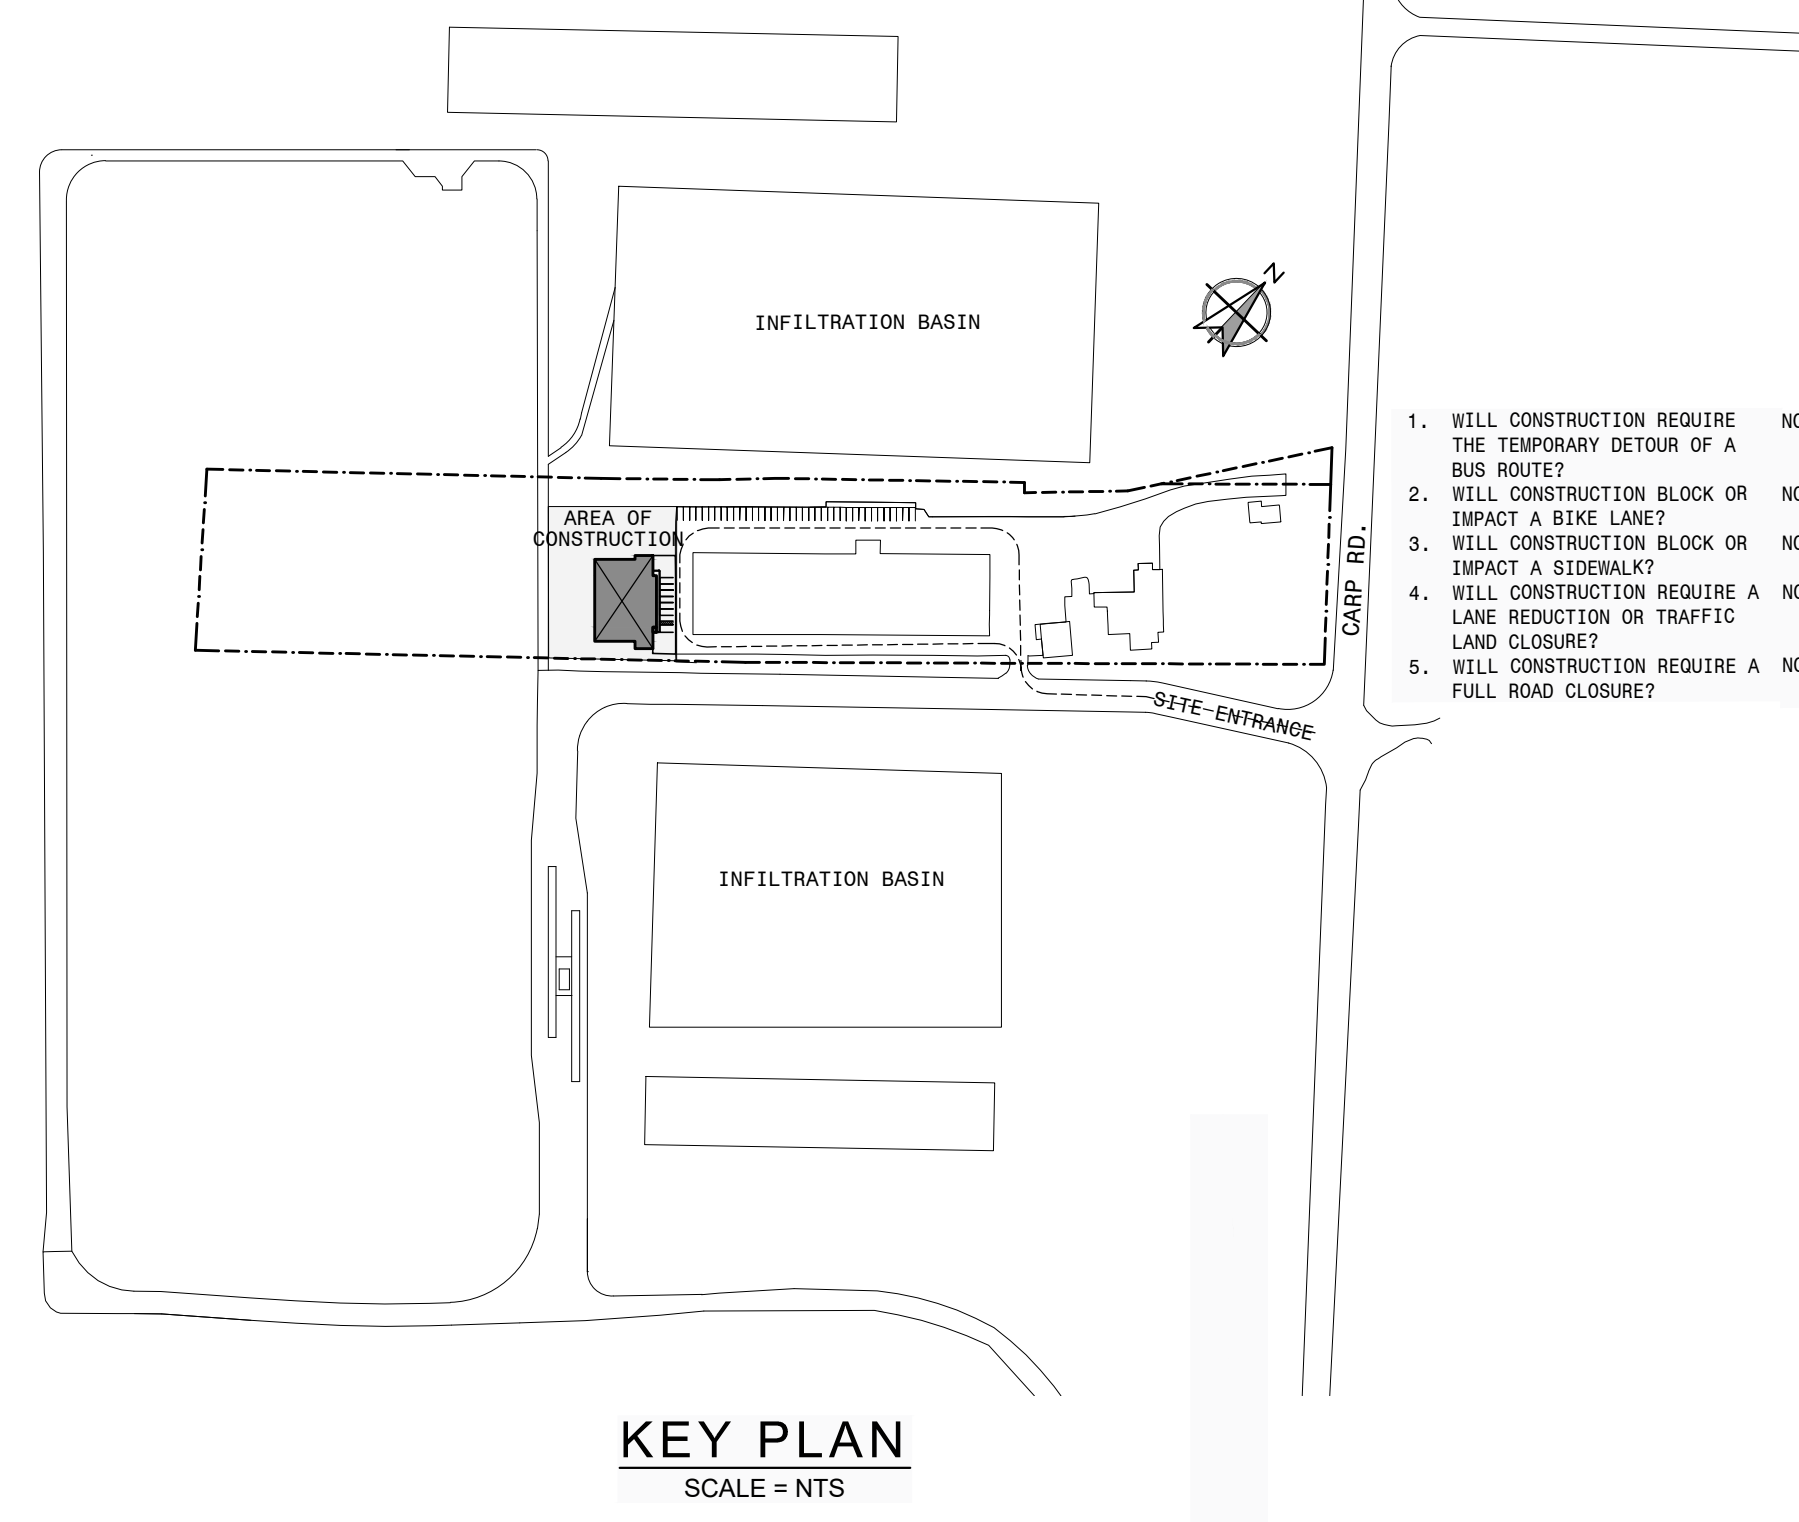 N
INFILTRATION BASIN
AREA OF
CONSTRUCTION
CARP RD.
SITE ENTRANCE
INFILTRATION BASIN
1. WILL CONSTRUCTION REQUIRE
THE TEMPORARY DETOUR OF A
BUS ROUTE?
2. WILL CONSTRUCTION BLOCK OR
IMPACT A BIKE LANE?
3. WILL CONSTRUCTION BLOCK OR
IMPACT A SIDEWALK?
4. WILL CONSTRUCTION REQUIRE A
LANE REDUCTION OR TRAFFIC
LAND CLOSURE?
5. WILL CONSTRUCTION REQUIRE A
FULL ROAD CLOSURE?
KEY PLAN
SCALE = NTS